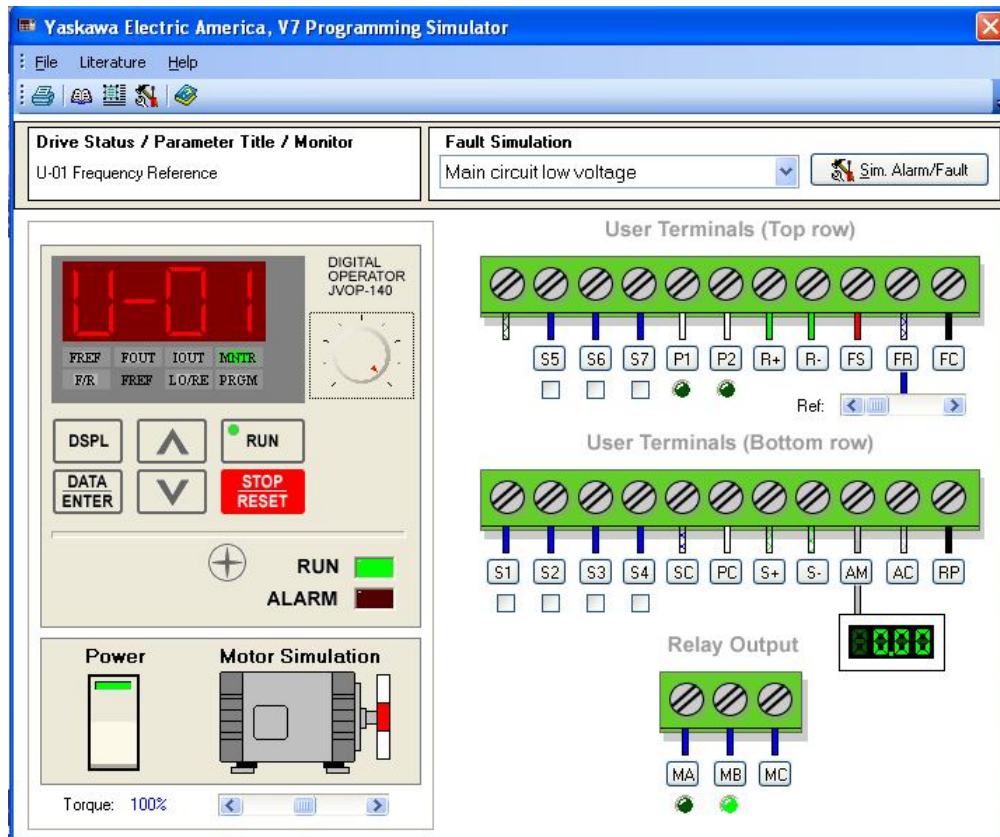 Yaskawa Electric America, V7 Programming Simulator
File Literature Help
Drive Status / Parameter Title / Monitor
U-01 Frequency Reference
Fault Simulation
Main circuit low voltage
Sim. Alarm/Fault
U-01
DIGITAL
OPERATOR
JVOP-140
FREF FOUT IOUT MNTR
F/R FREF LO/RE PRGM
DSPL
RUN
DATA
ENTER
STOP
RESET
RUN
ALARM
Power
Motor Simulation
Torque: 100%
User Terminals (Top row)
S5 S6 S7 P1 P2 R+ R- FS FR FC
Ref:
User Terminals (Bottom row)
S1 S2 S3 S4 SC PC S+ S- AM AC RP
0.00
Relay Output
MA MB MC